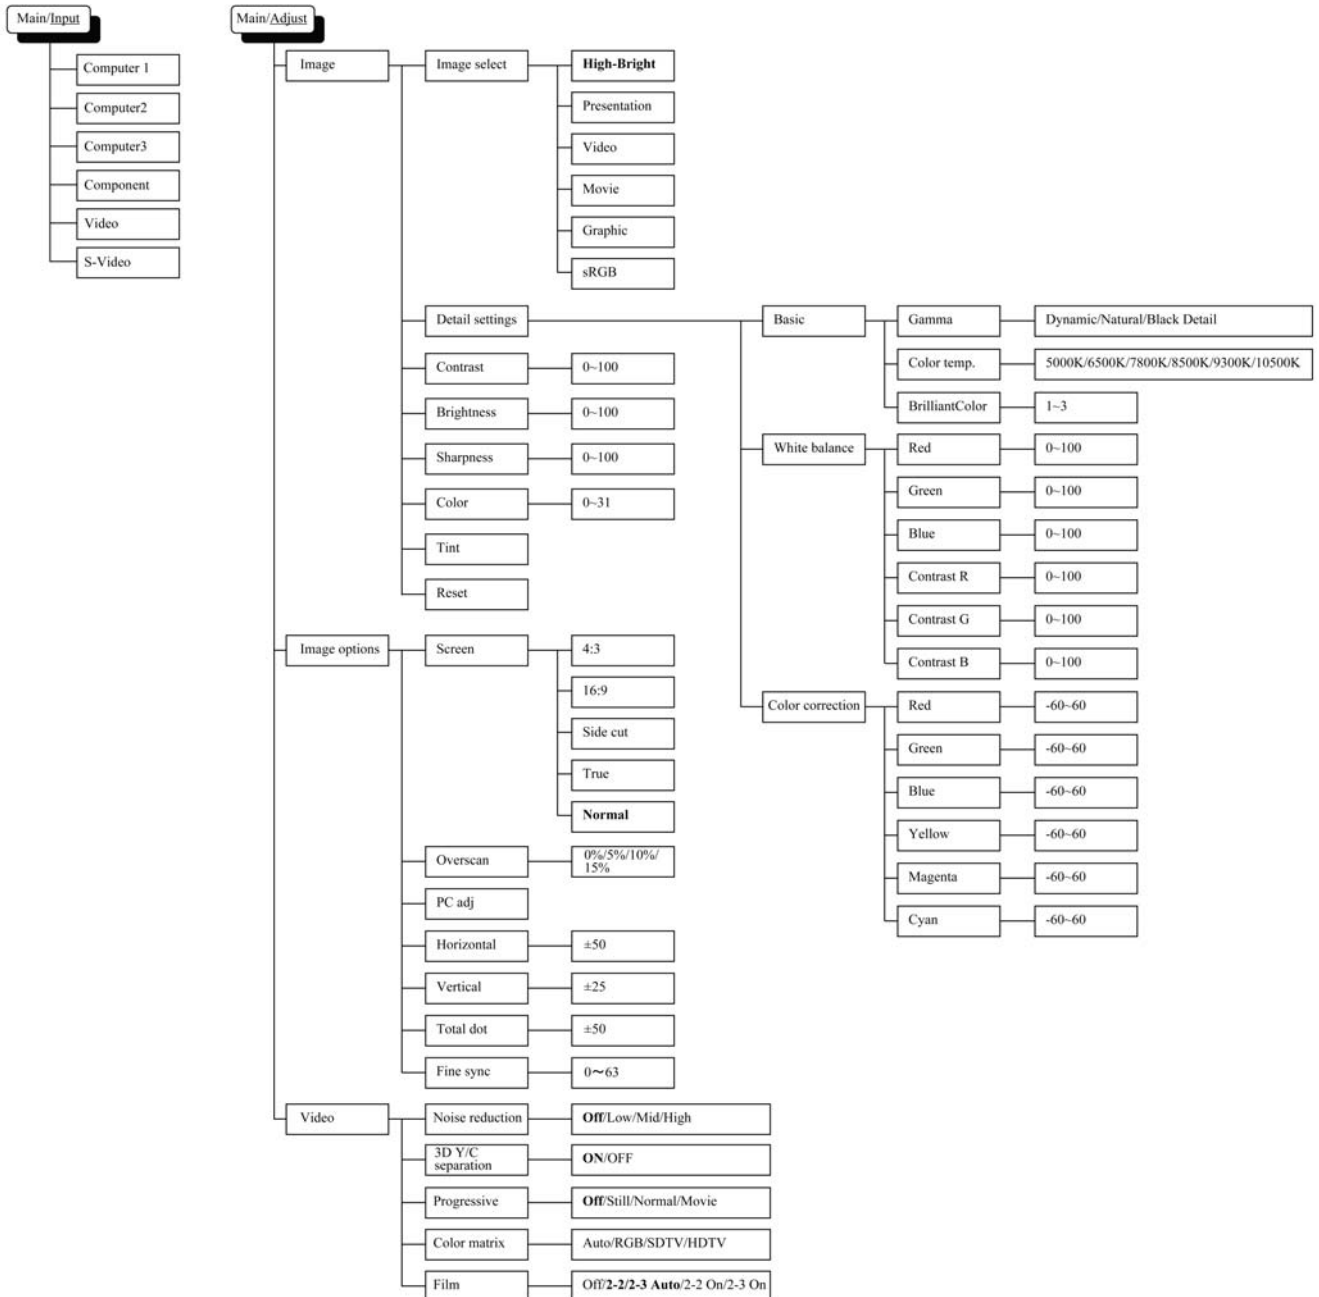 Main/Input
Computer 1
Computer2
Computer3
Component
Video
S-Video
Main/Adjust
Image
Image select
High-Bright
Presentation
Video
Movie
Graphic
sRGB
Detail settings
Basic
Gamma
Dynamic/Natural/Black Detail
Color temp.
5000K/6500K/7800K/8500K/9300K/10500K
BrilliantColor
1~3
White balance
Red
0~100
Green
0~100
Blue
0~100
Contrast R
0~100
Contrast G
0~100
Contrast B
0~100
Color correction
Red
-60~60
Green
-60~60
Blue
-60~60
Yellow
-60~60
Magenta
-60~60
Cyan
-60~60
Contrast
0~100
Brightness
0~100
Sharpness
0~100
Color
0~31
Tint
Reset
Image options
Screen
4:3
16:9
Side cut
True
Normal
Overscan
0%/5%/10%/
15%
PC adj
Horizontal
±50
Vertical
±25
Total dot
±50
Fine sync
0～63
Video
Noise reduction
Off/Low/Mid/High
3D Y/C
separation
ON/OFF
Progressive
Off/Still/Normal/Movie
Color matrix
Auto/RGB/SDTV/HDTV
Film
Off/2-2/2-3 Auto/2-2 On/2-3 On